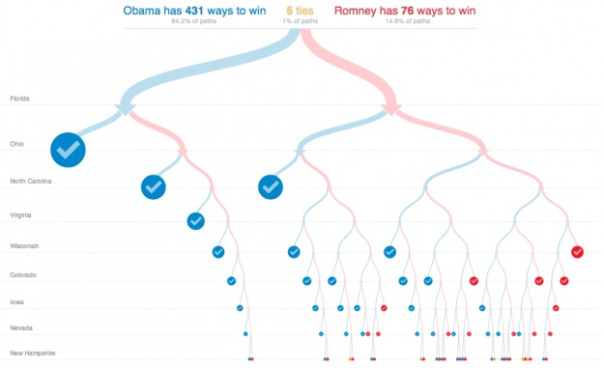 Obama has 431 ways to win 5 ties Romney has 76 ways to win
84.2% of paths 1% of paths 14.8% of paths
Florida
Ohio
North Carolina
Virginia
Wisconsin
Colorado
Iowa
Nevada
New Hampshire